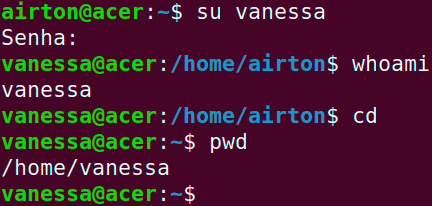 airton@acer:~$ su vanessa
Senha:
vanessa@acer:/home/airton$ whoami
vanessa
vanessa@acer:/home/airton$ cd
vanessa@acer:~$ pwd
/home/vanessa
vanessa@acer:~$